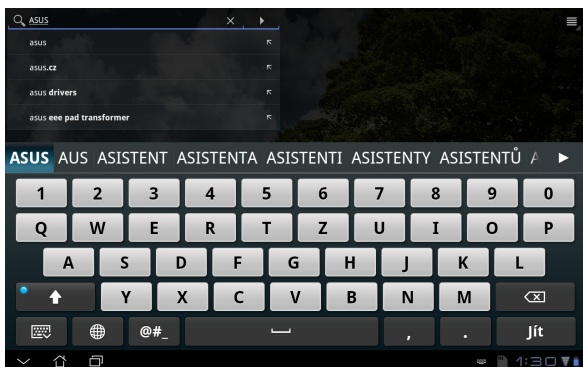 ASUS
asus
asus.cz
asus drivers
asus eee pad transformer
ASUS AUS ASISTENT ASISTENTA ASISTENTI ASISTENTY ASISTENTŮ A
1 2 3 4 5 6 7 8 9 0
Q W E R T Z U I O P
A S D F G H J K L
Y X C V B N M
@#_ , . Jít
1:30